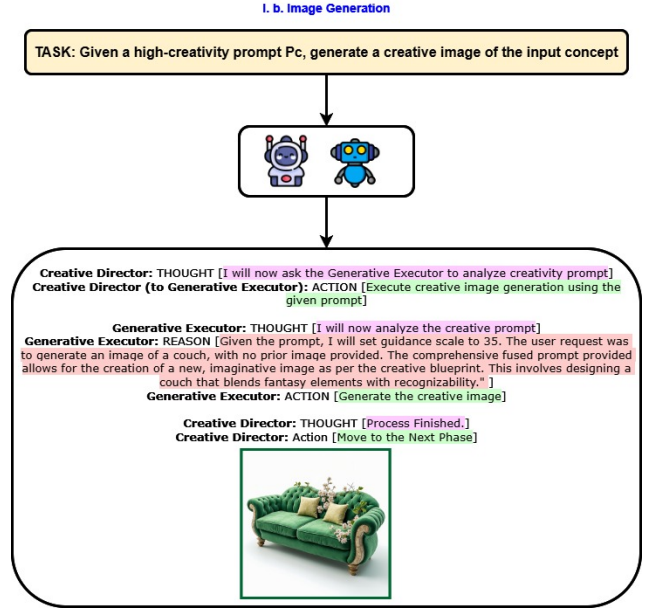 I. b. Image Generation
TASK: Given a high-creativity prompt Pc, generate a creative image of the input concept
Creative Director: THOUGHT [I will now ask the Generative Executor to analyze creativity prompt]
Creative Director (to Generative Executor): ACTION [Execute creative image generation using the
given prompt]
Generative Executor: THOUGHT [I will now analyze the creative prompt]
Generative Executor: REASON [Given the prompt, I will set guidance scale to 35. The user request was
to generate an image of a couch, with no prior image provided. The comprehensive fused prompt provided
allows for the creation of a new, imaginative image as per the creative blueprint. This involves designing a
couch that blends fantasy elements with recognizability." ]
Generative Executor: ACTION [Generate the creative image]
Creative Director: THOUGHT [Process Finished.]
Creative Director: Action [Move to the Next Phase]